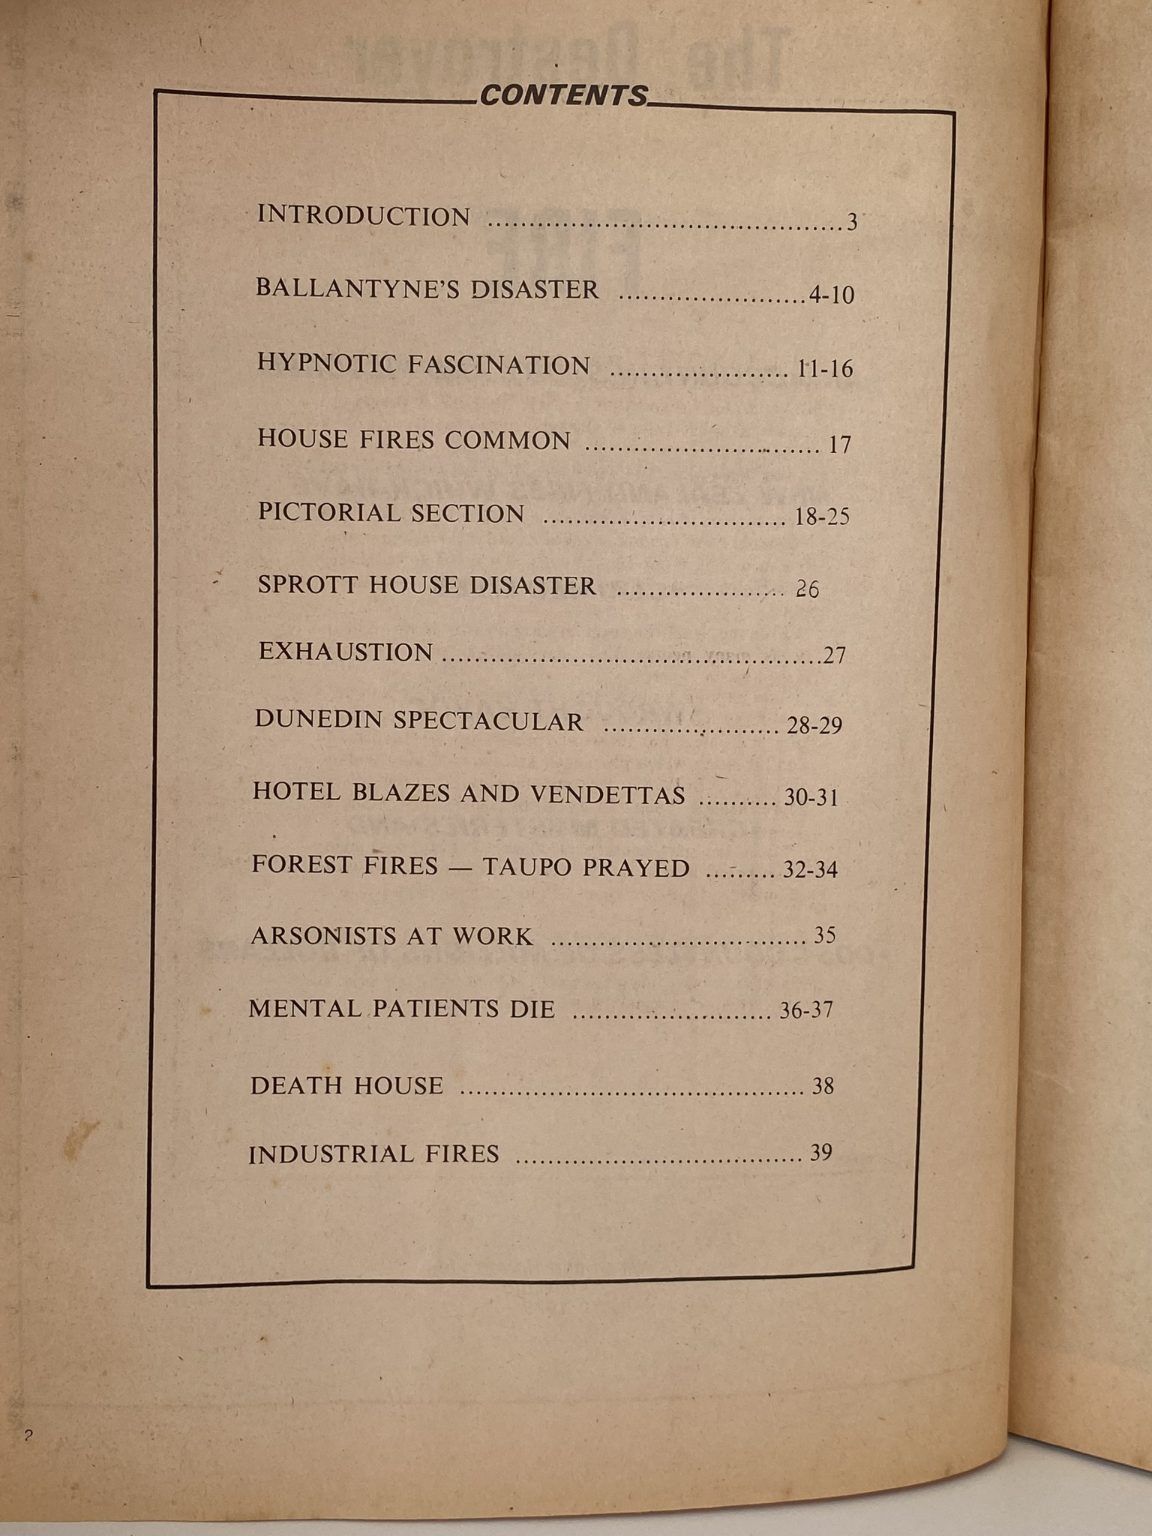 CONTENTS
INTRODUCTION ............................................3
BALLANTYNE'S DISASTER .......................4-10
HYPNOTIC FASCINATION ...................... 11-16
HOUSE FIRES COMMON ............................. 17
PICTORIAL SECTION .............................. 18-25
SPROTT HOUSE DISASTER ..................... 26
EXHAUSTION ...............................................27
DUNEDIN SPECTACULAR ...................... 28-29
HOTEL BLAZES AND VENDETTAS .......... 30-31
FOREST FIRES — TAUPO PRAYED ......... 32-34
ARSONISTS AT WORK ................................ 35
MENTAL PATIENTS DIE ......................... 36-37
DEATH HOUSE ........................................... 38
INDUSTRIAL FIRES .................................... 39